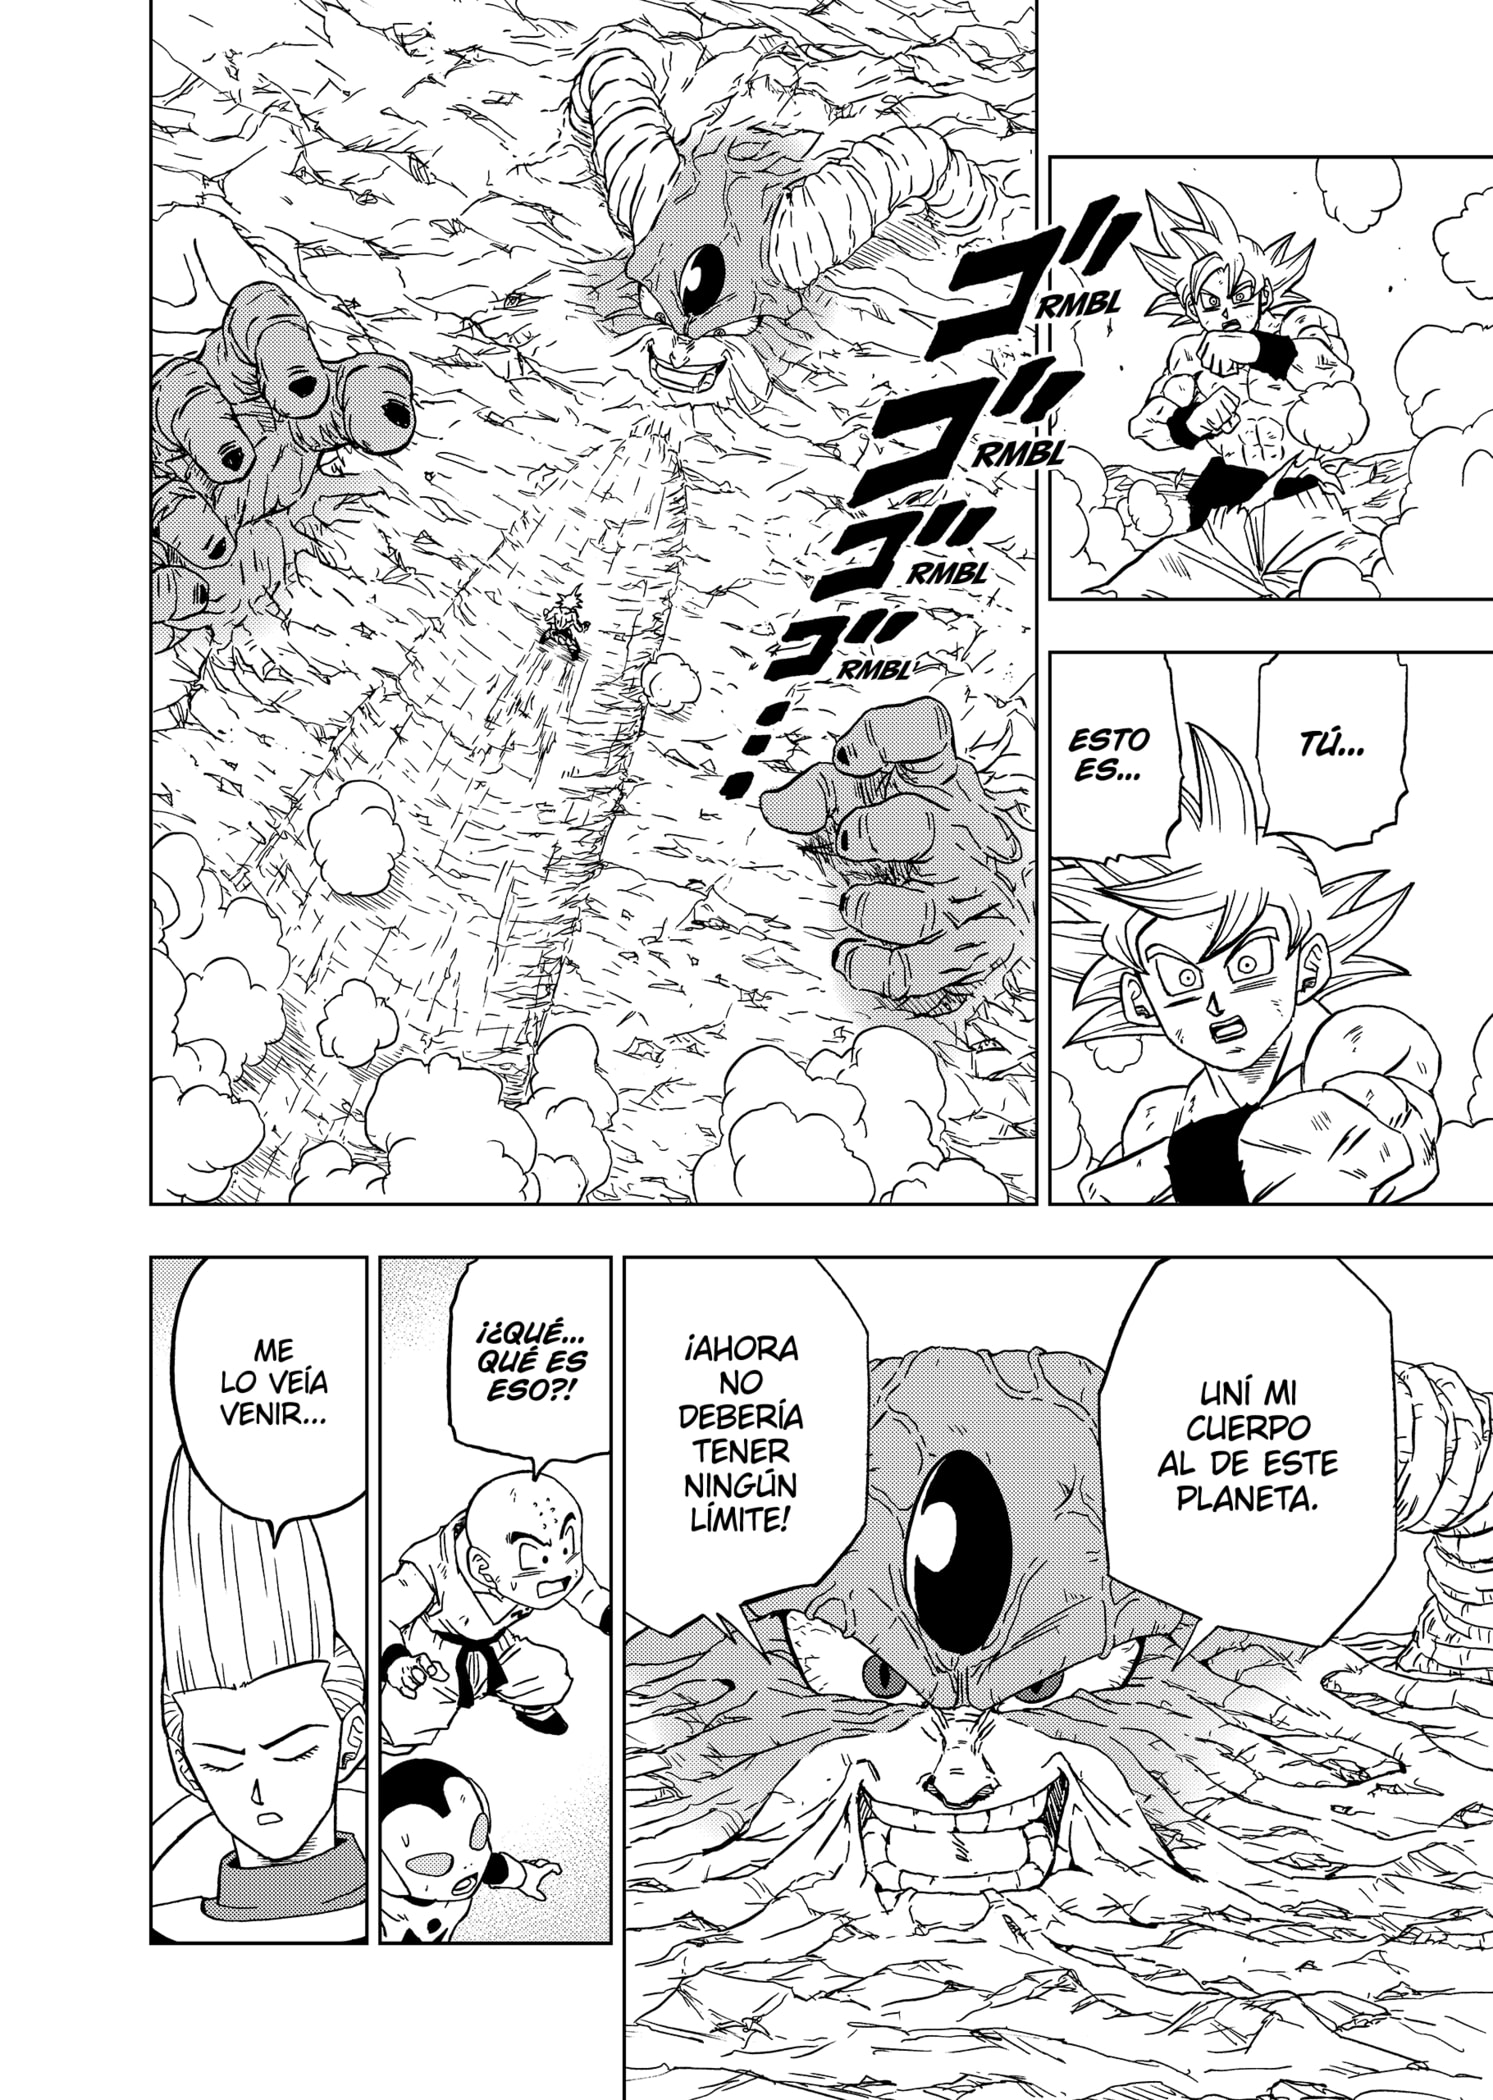 ゴゴゴゴ...
RMBL
RMBL
RMBL
RMBL
TÚ...
ESTO
ES...
UNÍ MI
CUERPO
AL DE ESTE
PLANETA.
¡AHORA
NO
DEBERÍA
TENER
NINGÚN
LÍMITE!
¡¿QUÉ...
QUÉ ES
ESO?!
ME
LO VEÍA
VENIR...